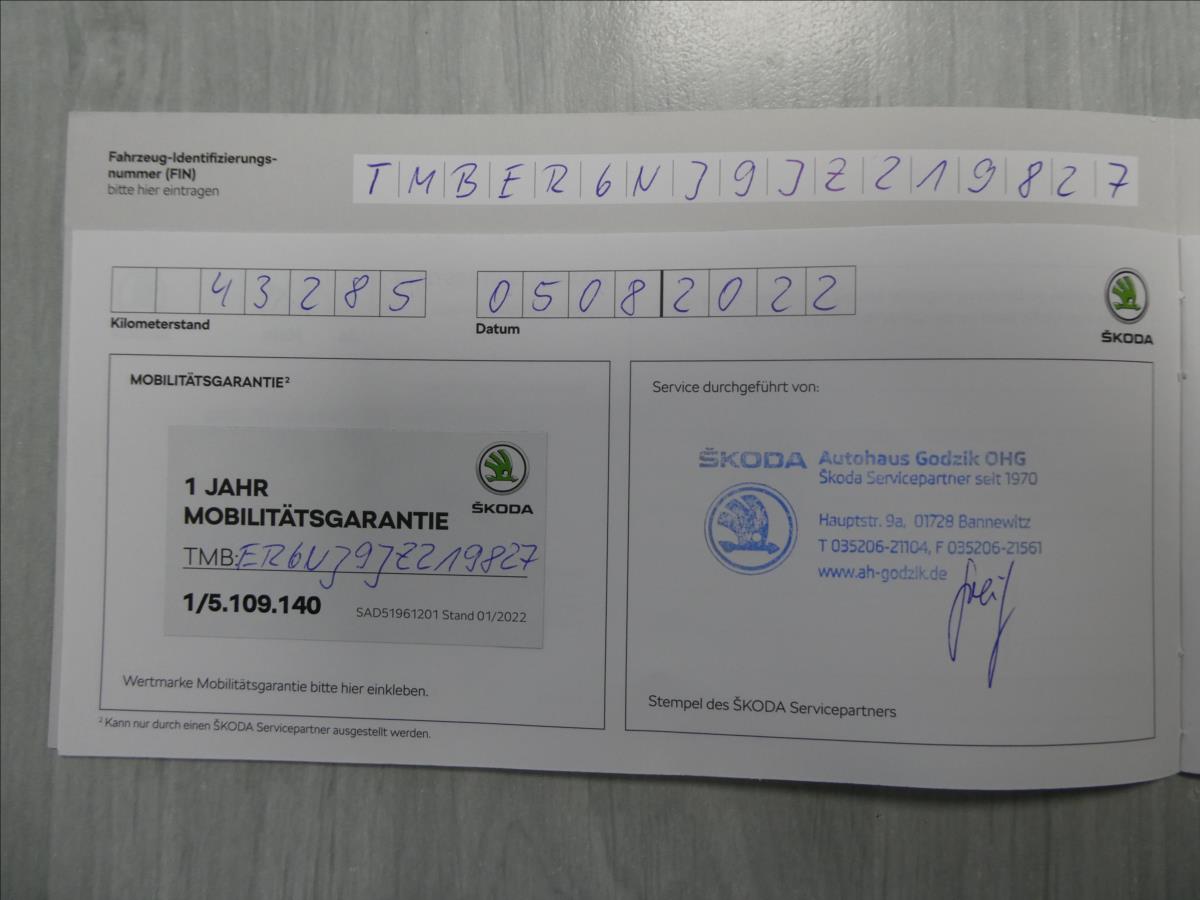 Fahrzeug-Identifizierungs-
nummer (FIN)
bitte hier eintragen
TMBER6NJ9JZ219827
43285
Kilometerstand
05082022
Datum
ŠKODA
MOBILITÄTSGARANTIE²
1 JAHR
MOBILITÄTSGARANTIE
ŠKODA
TMB:ER6NJ9JZ219827
1/5.109.140 SAD51961201 Stand 01/2022
Wertmarke Mobilitätsgarantie bitte hier einkleben.
² Kann nur durch einen ŠKODA Servicepartner ausgestellt werden.
Service durchgeführt von:
ŠKODA Autohaus Godzik OHG
Škoda Servicepartner seit 1970
Hauptstr. 9a, 01728 Bannewitz
T 035206-21104, F 035206-21561
www.ah-godzik.de
Stempel des ŠKODA Servicepartners